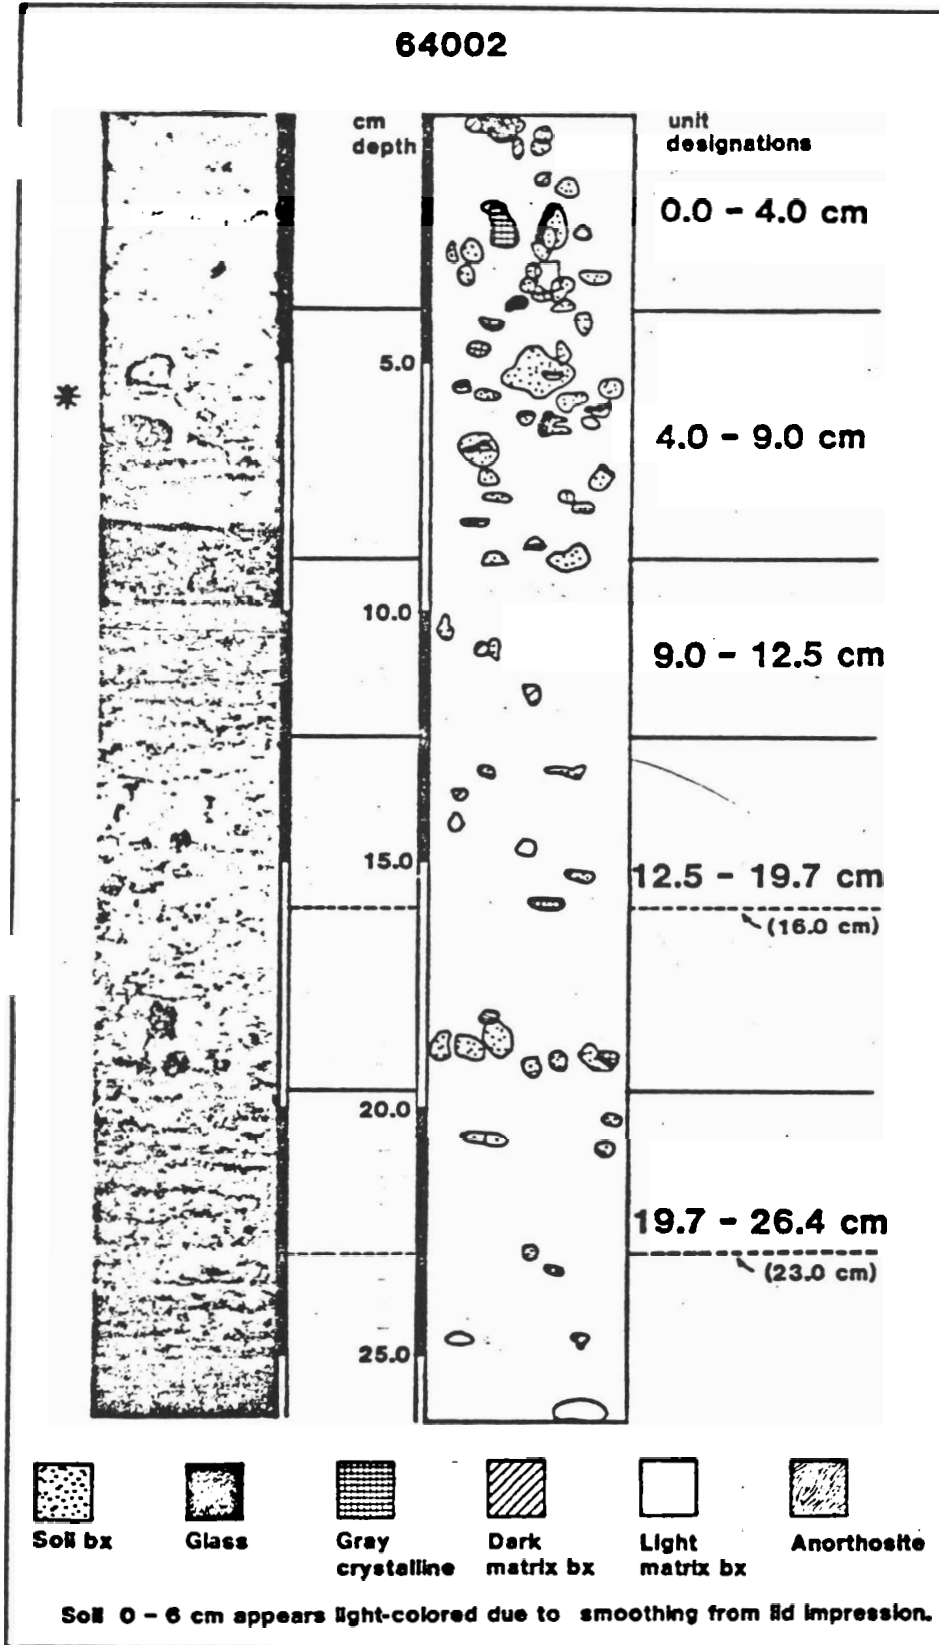 64002
cm
depth
unit
designations
0.0 - 4.0 cm
5.0
*
4.0 - 9.0 cm
10.0
9.0 - 12.5 cm
15.0
12.5 - 19.7 cm
(16.0 cm)
20.0
19.7 - 26.4 cm
(23.0 cm)
25.0
Soil bx
Glass
Gray
crystalline
Dark
matrix bx
Light
matrix bx
Anorthosite
Soil 0 - 6 cm appears light-colored due to smoothing from lid impression.